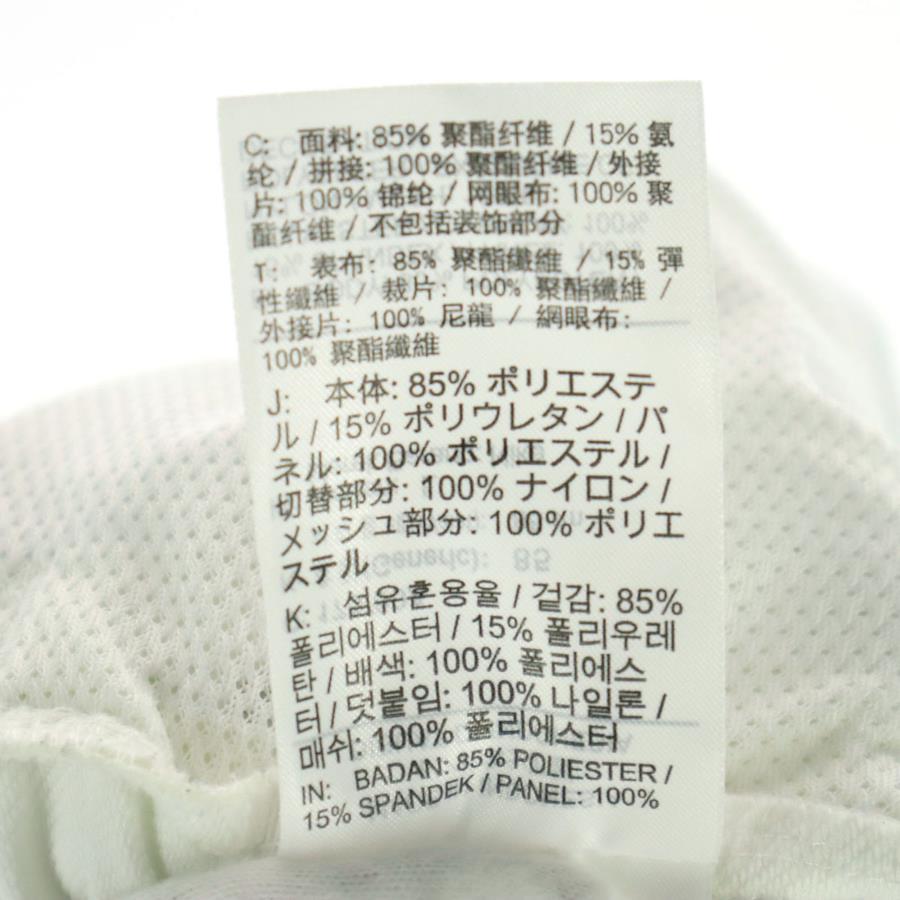 C: 面料: 85% 聚酯纤维 / 15% 氨
纶 / 拼接: 100% 聚酯纤维 / 外接
片: 100% 锦纶 / 网眼布: 100% 聚
酯纤维 / 不包括装饰部分
T: 表布: 85% 聚酯纖維 / 15% 彈
性纖維 / 裁片: 100% 聚酯纖維 /
外接片: 100% 尼龍 / 網眼布:
100% 聚酯纖維
J: 本体: 85% ポリエステ
ル / 15% ポリウレタン / パ
ネル: 100% ポリエステル /
切替部分: 100% ナイロン /
メッシュ部分: 100% ポリエ
ステル
K: 섬유혼용율 / 겉감: 85%
폴리에스터 / 15% 폴리우레
탄 / 배색: 100% 폴리에스
터 / 덧붙임: 100% 나일론 /
매쉬: 100% 폴리에스터
IN: BADAN: 85% POLIESTER /
15% SPANDEK / PANEL: 100%